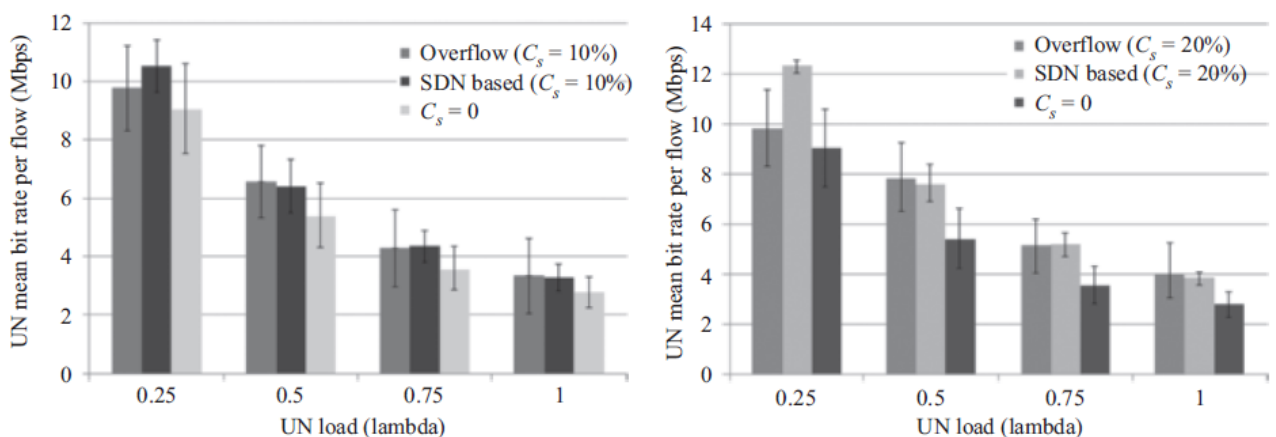 UN mean bit rate per flow (Mbps)
12
10
8
6
4
2
0
Overflow (Cₛ = 10%)
SDN based (Cₛ = 10%)
Cₛ = 0
0.25 0.5 0.75 1
UN load (lambda)
UN mean bit rate per flow (Mbps)
14
12
10
8
6
4
2
0
Overflow (Cₛ = 20%)
SDN based (Cₛ = 20%)
Cₛ = 0
0.25 0.5 0.75 1
UN load (lambda)